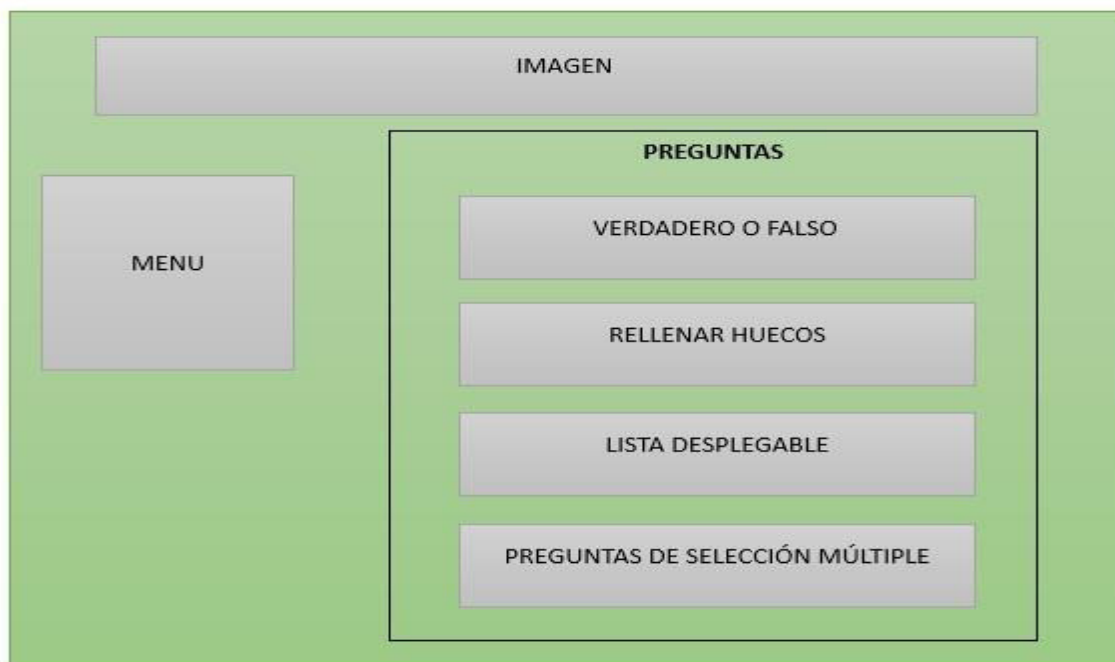 IMAGEN
PREGUNTAS
MENU
VERDADERO O FALSO
RELLENAR HUECOS
LISTA DESPLEGABLE
PREGUNTAS DE SELECCIÓN MÚLTIPLE